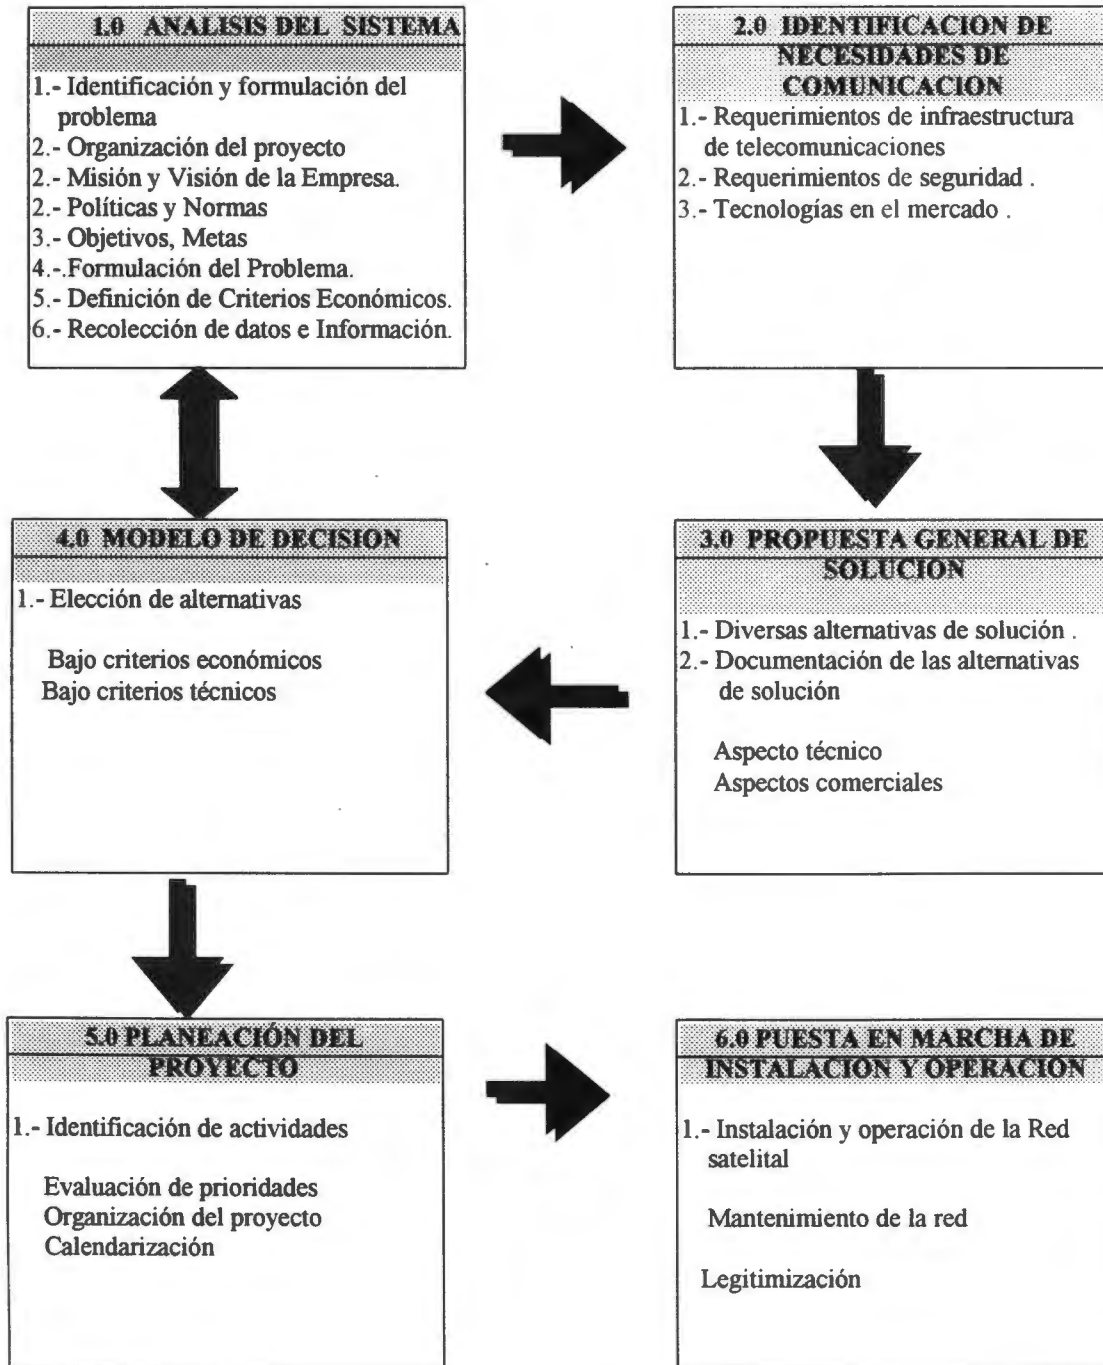 1.0 ANALISIS DEL SISTEMA
1.- Identificación y formulación del
problema
2.- Organización del proyecto
2.- Misión y Visión de la Empresa.
2.- Políticas y Normas
3.- Objetivos, Metas
4.-.Formulación del Problema.
5.- Definición de Criterios Económicos.
6.- Recolección de datos e Información.
2.0 IDENTIFICACION DE
NECESIDADES DE
COMUNICACION
1.- Requerimientos de infraestructura
de telecomunicaciones
2.- Requerimientos de seguridad .
3.- Tecnologías en el mercado .
3.0 PROPUESTA GENERAL DE
SOLUCION
1.- Diversas alternativas de solución .
2.- Documentación de las alternativas
de solución
Aspecto técnico
Aspectos comerciales
4.0 MODELO DE DECISION
1.- Elección de alternativas
Bajo criterios económicos
Bajo criterios técnicos
5.0 PLANEACIÓN DEL
PROYECTO
1.- Identificación de actividades
Evaluación de prioridades
Organización del proyecto
Calendarización
6.0 PUESTA EN MARCHA DE
INSTALACION Y OPERACION
1.- Instalación y operación de la Red
satelital
Mantenimiento de la red
Legitimización